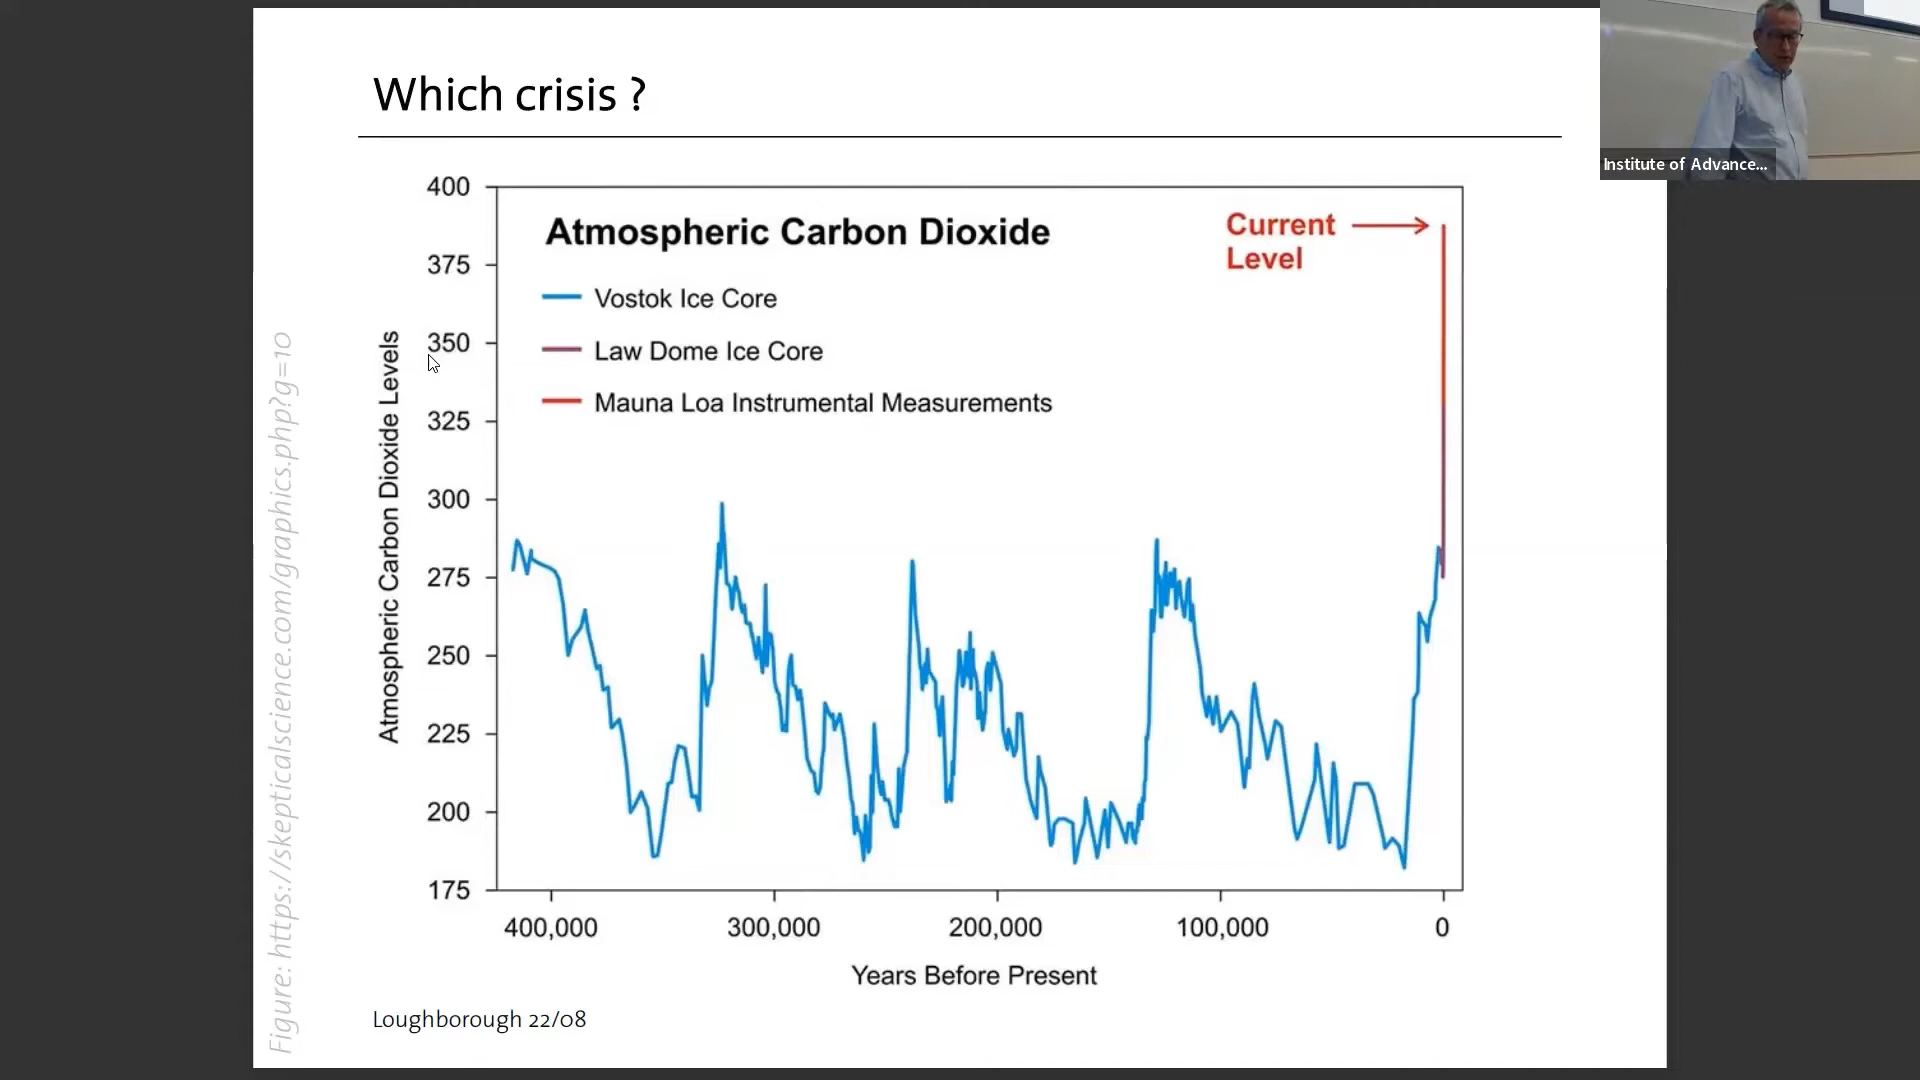 Which crisis ?
Institute of Advance...
400
375
350
325
300
275
250
225
200
175
Atmospheric Carbon Dioxide Levels
Atmospheric Carbon Dioxide
Vostok Ice Core
Law Dome Ice Core
Mauna Loa Instrumental Measurements
Current
Level
400,000
300,000
200,000
100,000
0
Years Before Present
Figure: https://skepticalscience.com/graphics.php?g=10
Loughborough 22/08